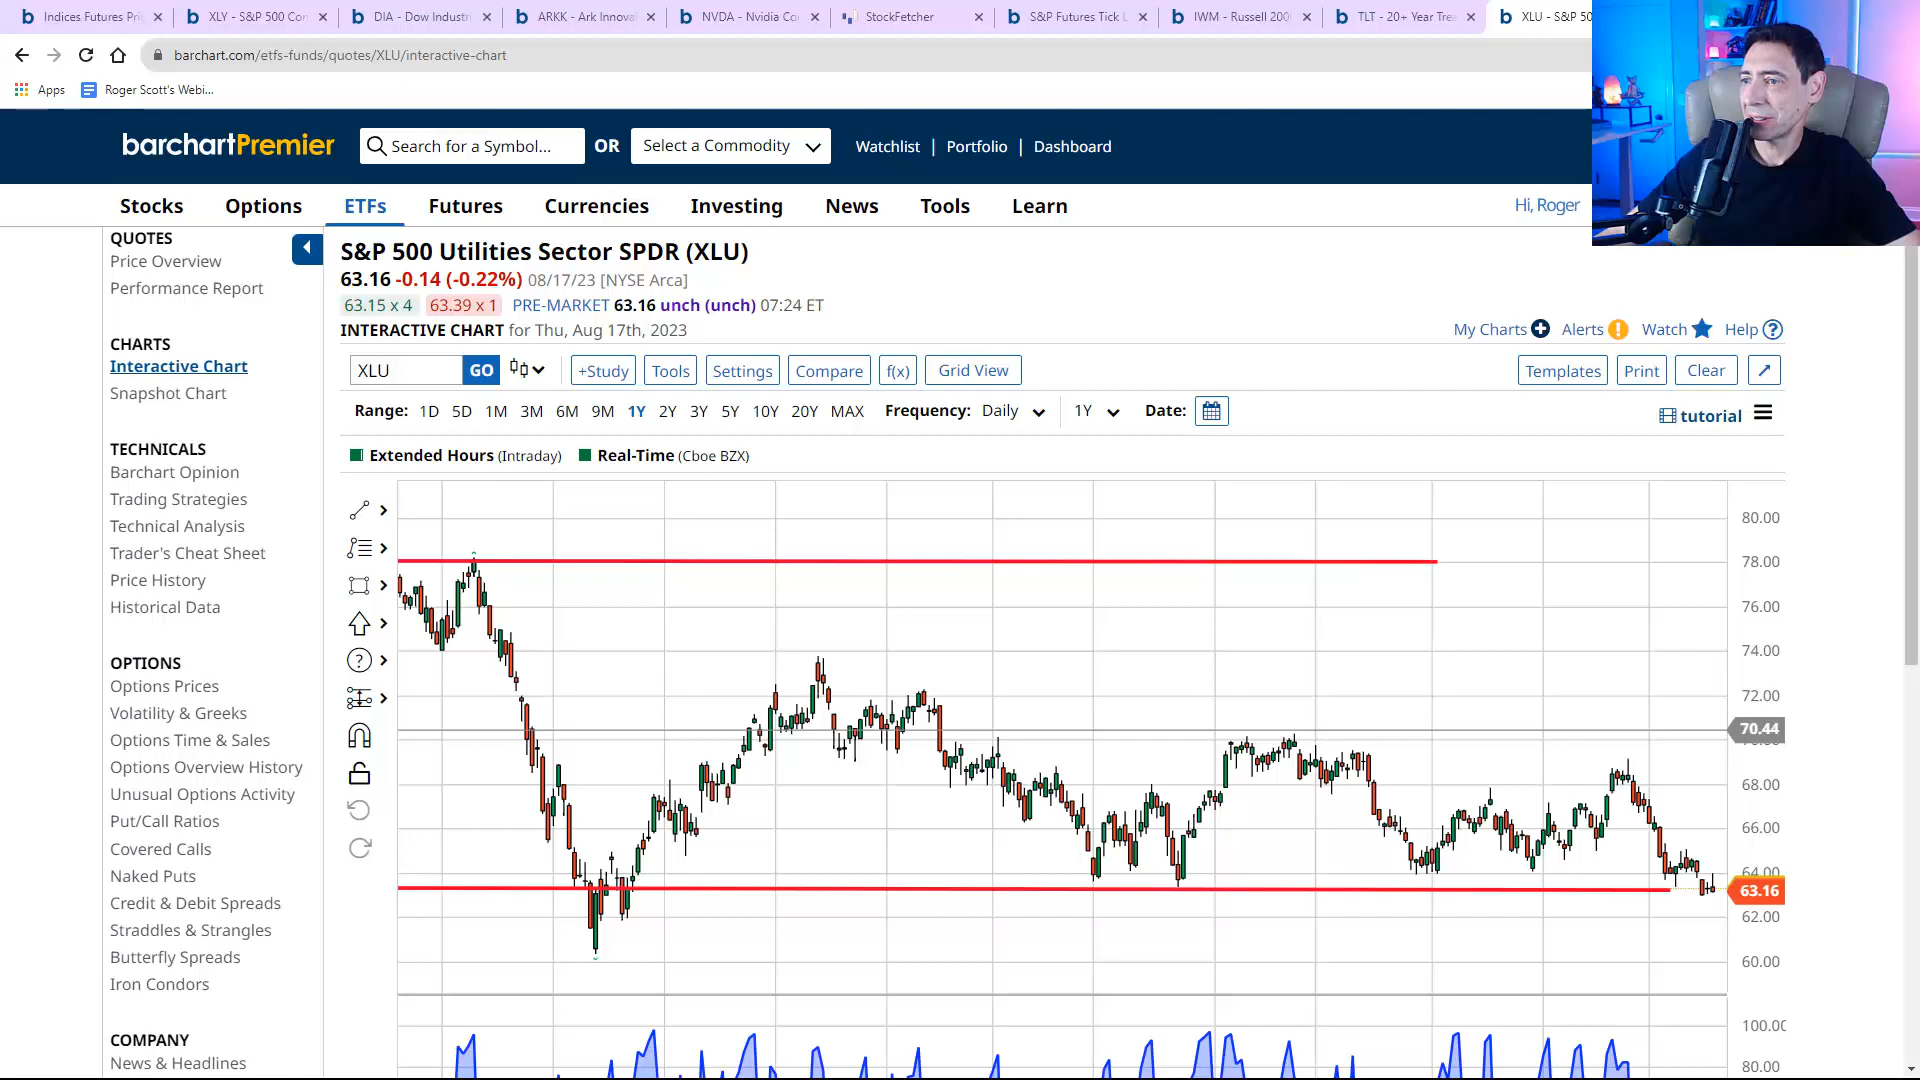 Indices Futures Pri
XLY - S&P 500 Con
DIA - Dow Industri
ARKK - Ark Innova
NVDA - Nvidia Co
StockFetcher
S&P Futures Tick
IWM - Russell 200
TLT - 20+ Year Trea
XLU - S&P 50
barchart.com/etfs-funds/quotes/XLU/interactive-chart
Apps
Roger Scott's Webi...
barchartPremier
Search for a Symbol...
OR
Select a Commodity
Watchlist | Portfolio | Dashboard
Stocks Options ETFs Futures Currencies Investing News Tools Learn
Hi, Roger
QUOTES
Price Overview
Performance Report
CHARTS
Interactive Chart
Snapshot Chart
TECHNICALS
Barchart Opinion
Trading Strategies
Technical Analysis
Trader's Cheat Sheet
Price History
Historical Data
OPTIONS
Options Prices
Volatility & Greeks
Options Time & Sales
Options Overview History
Unusual Options Activity
Put/Call Ratios
Covered Calls
Naked Puts
Credit & Debit Spreads
Straddles & Strangles
Butterfly Spreads
Iron Condors
COMPANY
News & Headlines
S&P 500 Utilities Sector SPDR (XLU)
63.16 -0.14 (-0.22%) 08/17/23 [NYSE Arca]
63.15 x 4 63.39 x 1 PRE-MARKET 63.16 unch (unch) 07:24 ET
INTERACTIVE CHART for Thu, Aug 17th, 2023
My Charts Alerts Watch Help
XLU GO +Study Tools Settings Compare f(x) Grid View Templates Print Clear
Range: 1D 5D 1M 3M 6M 9M 1Y 2Y 3Y 5Y 10Y 20Y MAX Frequency: Daily 1Y Date:
tutorial
Extended Hours (Intraday) Real-Time (Cboe BZX)
80.00
78.00
76.00
74.00
72.00
70.44
68.00
66.00
64.00
63.16
62.00
60.00
100.00
80.00